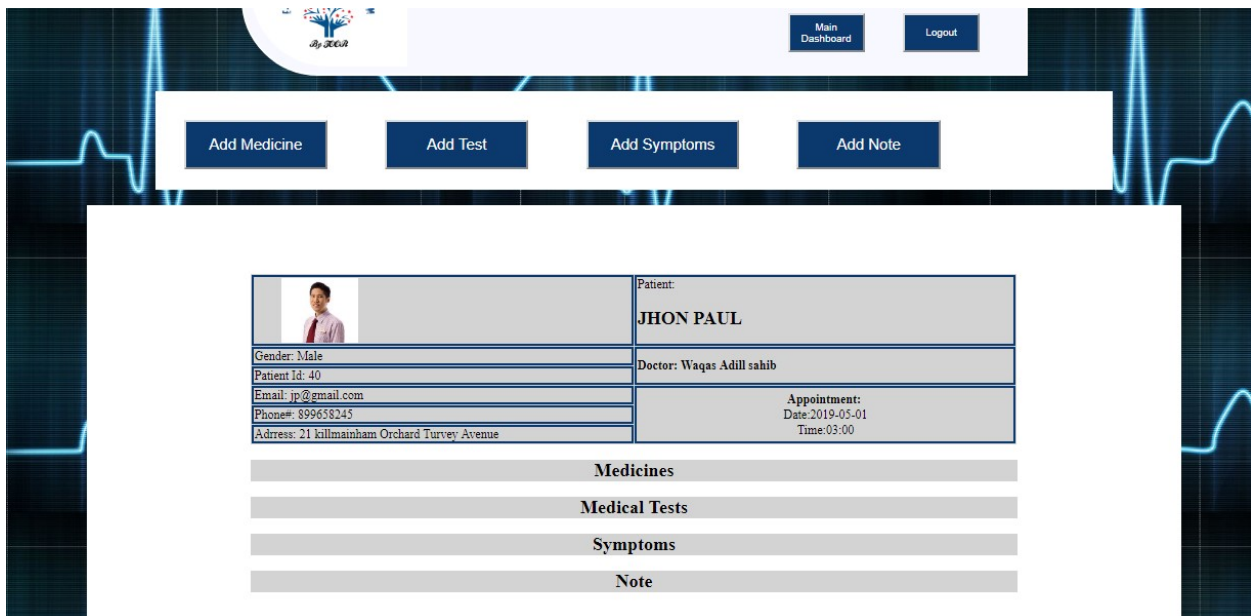 Main
Dashboard
Logout
Add Medicine
Add Test
Add Symptoms
Add Note
Patient:
JHON PAUL
Gender: Male
Patient Id: 40
Doctor: Waqas Adill sahib
Email: jp@gmail.com
Phone#: 899658245
Adrress: 21 killmainham Orchard Turvey Avenue
Appointment:
Date:2019-05-01
Time:03:00
Medicines
Medical Tests
Symptoms
Note